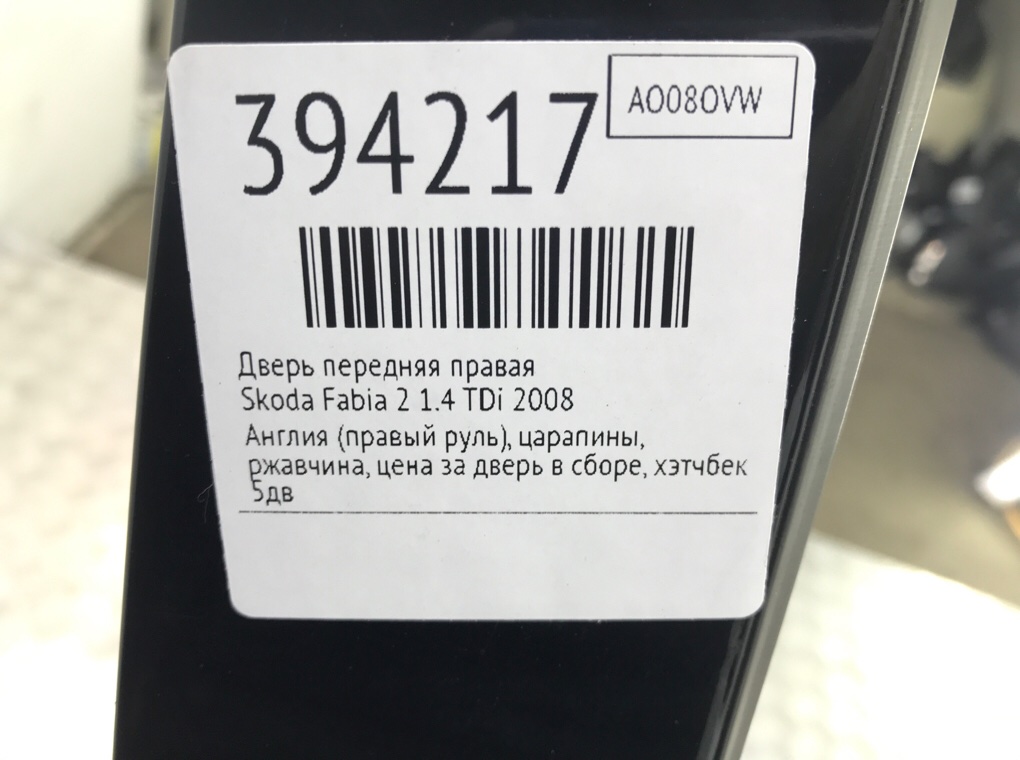 394217
AO08OVW
Дверь передняя правая
Skoda Fabia 2 1.4 TDi 2008
Англия (правый руль), царапины,
ржавчина, цена за дверь в сборе, хэтчбек
5дв